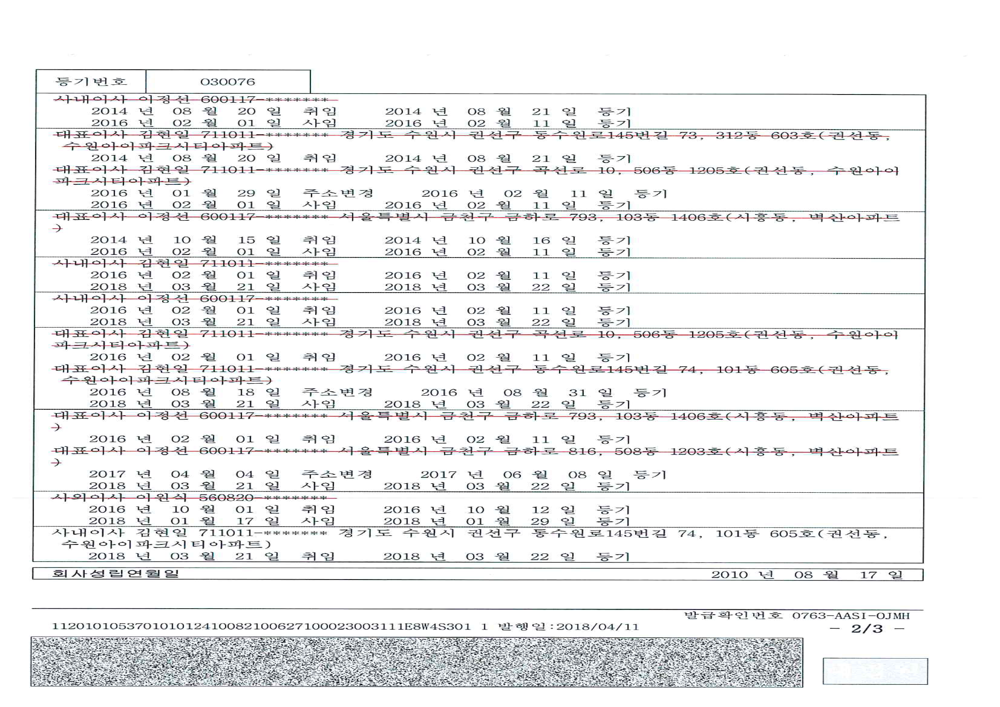 등기번호 030076
사내이사 이정선 600117-*******
2014 년 08 월 20 일 취임 2014 년 08 월 21 일 등기
2016 년 02 월 01 일 사임 2016 년 02 월 11 일 등기
대표이사 김현일 711011-******* 경기도 수원시 권선구 동수원로145번길 73, 312동 603호(권선동,
수원아이파크시티아파트)
2014 년 08 월 20 일 취임 2014 년 08 월 21 일 등기
대표이사 김현일 711011-******* 경기도 수원시 권선구 곡선로 10, 506동 1205호(권선동, 수원아이
파크시티아파트)
2016 년 01 월 29 일 주소변경 2016 년 02 월 11 일 등기
2016 년 02 월 01 일 사임 2016 년 02 월 11 일 등기
대표이사 이정선 600117-******* 서울특별시 금천구 금하로 793, 103동 1406호(시흥동, 벽산아파트
)
2014 년 10 월 15 일 취임 2014 년 10 월 16 일 등기
2016 년 02 월 01 일 사임 2016 년 02 월 11 일 등기
사내이사 김현일 711011-*******
2016 년 02 월 01 일 취임 2016 년 02 월 11 일 등기
2018 년 03 월 21 일 사임 2018 년 03 월 22 일 등기
사내이사 이정선 600117-*******
2016 년 02 월 01 일 취임 2016 년 02 월 11 일 등기
2018 년 03 월 21 일 사임 2018 년 03 월 22 일 등기
대표이사 김현일 711011-******* 경기도 수원시 권선구 곡선로 10, 506동 1205호(권선동, 수원아이
파크시티아파트)
2016 년 02 월 01 일 취임 2016 년 02 월 11 일 등기
대표이사 김현일 711011-******* 경기도 수원시 권선구 동수원로145번길 74, 101동 605호(권선동,
수원아이파크시티아파트)
2016 년 08 월 18 일 주소변경 2016 년 08 월 31 일 등기
2018 년 03 월 21 일 사임 2018 년 03 월 22 일 등기
대표이사 이정선 600117-******* 서울특별시 금천구 금하로 793, 103동 1406호(시흥동, 벽산아파트
)
2016 년 02 월 01 일 취임 2016 년 02 월 11 일 등기
대표이사 이정선 600117-******* 서울특별시 금천구 금하로 816, 508동 1203호(시흥동, 벽산아파트
)
2017 년 04 월 04 일 주소변경 2017 년 06 월 08 일 등기
2018 년 03 월 21 일 사임 2018 년 03 월 22 일 등기
사외이사 이원식 560820-*******
2016 년 10 월 01 일 취임 2016 년 10 월 12 일 등기
2018 년 01 월 17 일 사임 2018 년 01 월 29 일 등기
사내이사 김현일 711011-******* 경기도 수원시 권선구 동수원로145번길 74, 101동 605호(권선동,
수원아이파크시티아파트)
2018 년 03 월 21 일 취임 2018 년 03 월 22 일 등기
회사성립연월일 2010 년 08 월 17 일
발급확인번호 0763-AASI-OJMH
11201010537010101241008210062710002300311 1E8W4S301 1 발행일:2018/04/11
- 2/3 -